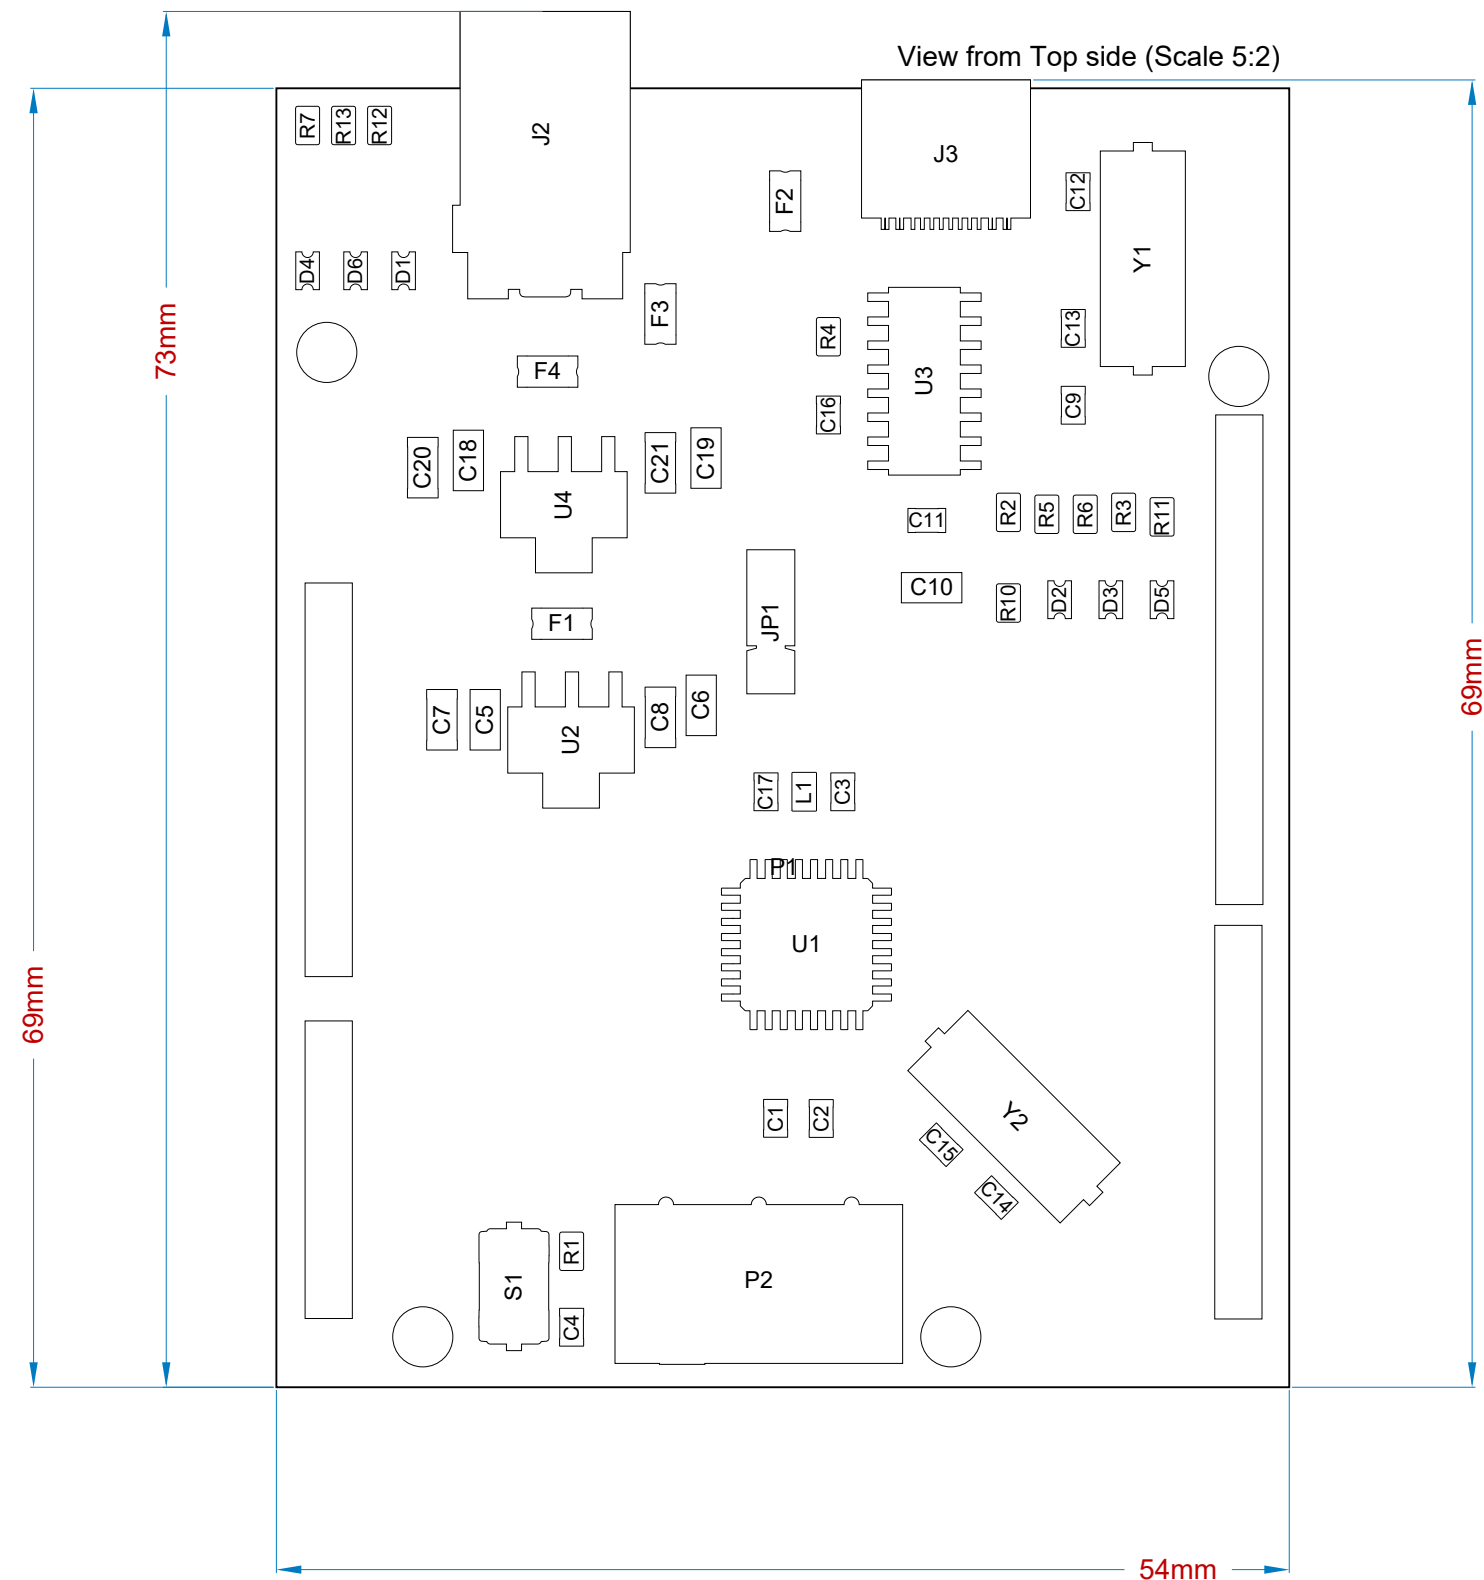 View from Top side (Scale 5:2)
R7
R13
R12
J2
J3
F2
C12
Y1
D4
D6
D1
F3
C13
R4
73mm
F4
U3
C9
C16
C20
C18
C21
C19
U4
C11
R2
R5
R6
R3
R11
C10
R10
D2
D3
D5
F1
JP1
69mm
C7
C5
U2
C8
C6
C17
L1
C3
P1
U1
69mm
C1
C2
Y2
C15
C14
R1
S1
P2
C4
54mm